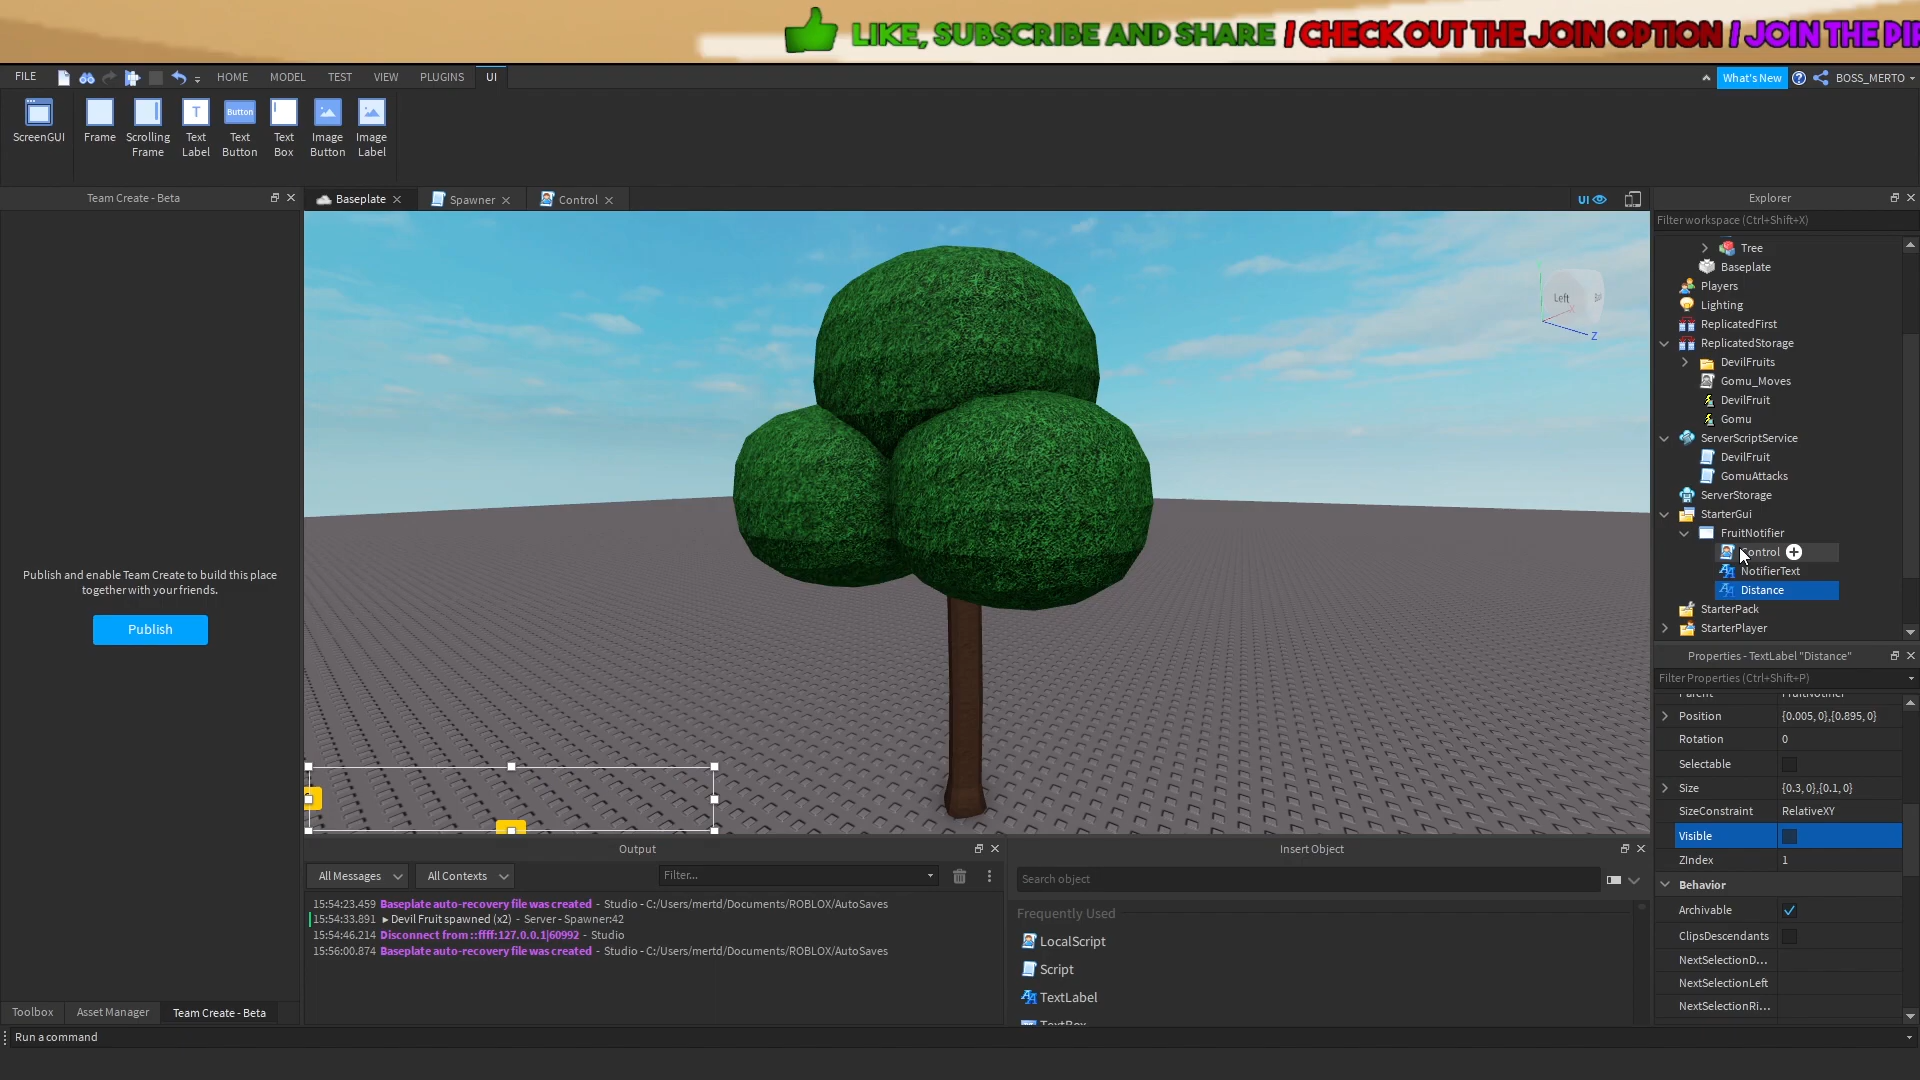 LIKE, SUBSCRIBE AND SHARE / CHECK OUT THE JOIN OPTION / JOIN THE
FILE HOME MODEL TEST VIEW PLUGINS UI What's New BOSS_MERTO
ScreenGUI
Frame
Scrolling Frame
Text Label
Button
Text Button
Text Box
Image Button
Image Label
Team Create - Beta
Baseplate
Spawner
Control
UI
Explorer
Filter workspace (Ctrl+Shift+X)
Tree
Baseplate
Players
Lighting
ReplicatedFirst
ReplicatedStorage
DevilFruits
Gomu_Moves
DevilFruit
Gomu
ServerScriptService
DevilFruit
GomuAttacks
ServerStorage
StarterGui
FruitNotifier
Control
NotifierText
Distance
StarterPack
StarterPlayer
Left
Z
Publish and enable Team Create to build this place
together with your friends.
Publish
Properties - TextLabel "Distance"
Filter Properties (Ctrl+Shift+P)
Parent FruitNotifier
Position {0.005, 0},{0.895, 0}
Rotation 0
Selectable
Size {0.3, 0},{0.1, 0}
SizeConstraint RelativeXY
Visible
ZIndex 1
Behavior
Archivable
ClipsDescendants
NextSelectionD...
NextSelectionLeft
NextSelectionRi...
Output
All Messages All Contexts Filter...
15:54:23.459 Baseplate auto-recovery file was created - Studio - C:/Users/mertd/Documents/ROBLOX/AutoSaves
15:54:33.891 ▸ Devil Fruit spawned (x2) - Server - Spawner:42
15:54:46.214 Disconnect from ::ffff:127.0.0.1|60992 - Studio
15:56:00.874 Baseplate auto-recovery file was created - Studio - C:/Users/mertd/Documents/ROBLOX/AutoSaves
Insert Object
Search object
Frequently Used
LocalScript
Script
TextLabel
TextBox
Toolbox Asset Manager Team Create - Beta
Run a command